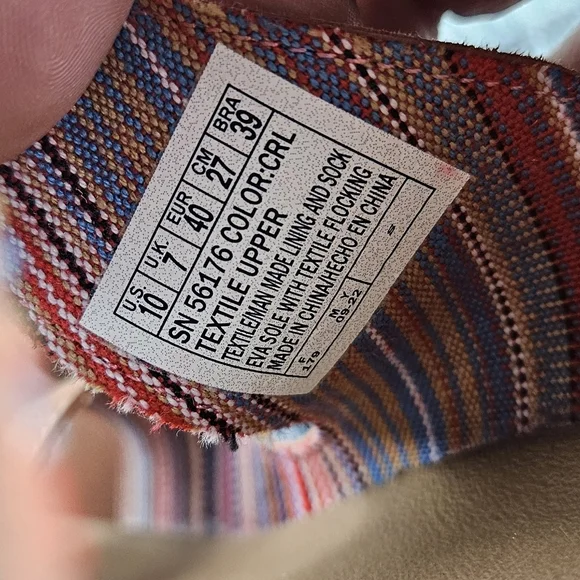 U.S U.K EUR CM BRA
10 7 40 27 39
SN 56176 COLOR:CRL
TEXTILE UPPER
TEXTILE/MAN MADE LINING AND SOCK
EVA SOLE WITH TEXTILE FLOCKING
MADE IN CHINA/HECHO EN CHINA
F M Y
179 09-22